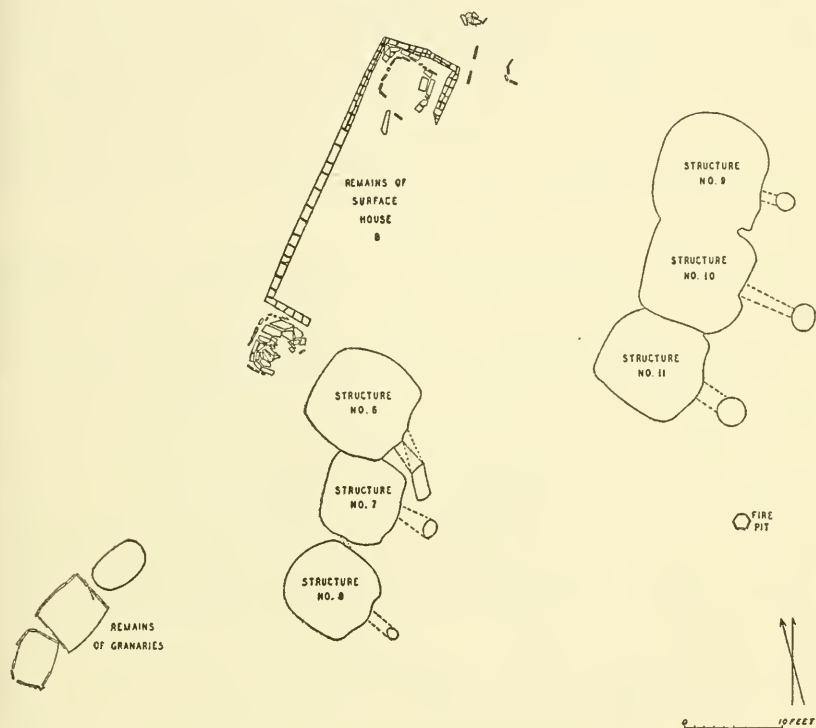 REMAINS OF
SURFACE
HOUSE
B
STRUCTURE
NO. 9
STRUCTURE
NO. 10
STRUCTURE
NO. 11
STRUCTURE
NO. 6
STRUCTURE
NO. 7
STRUCTURE
NO. 8
FIRE
PIT
REMAINS
OF GRANARIES
0 10 FEET